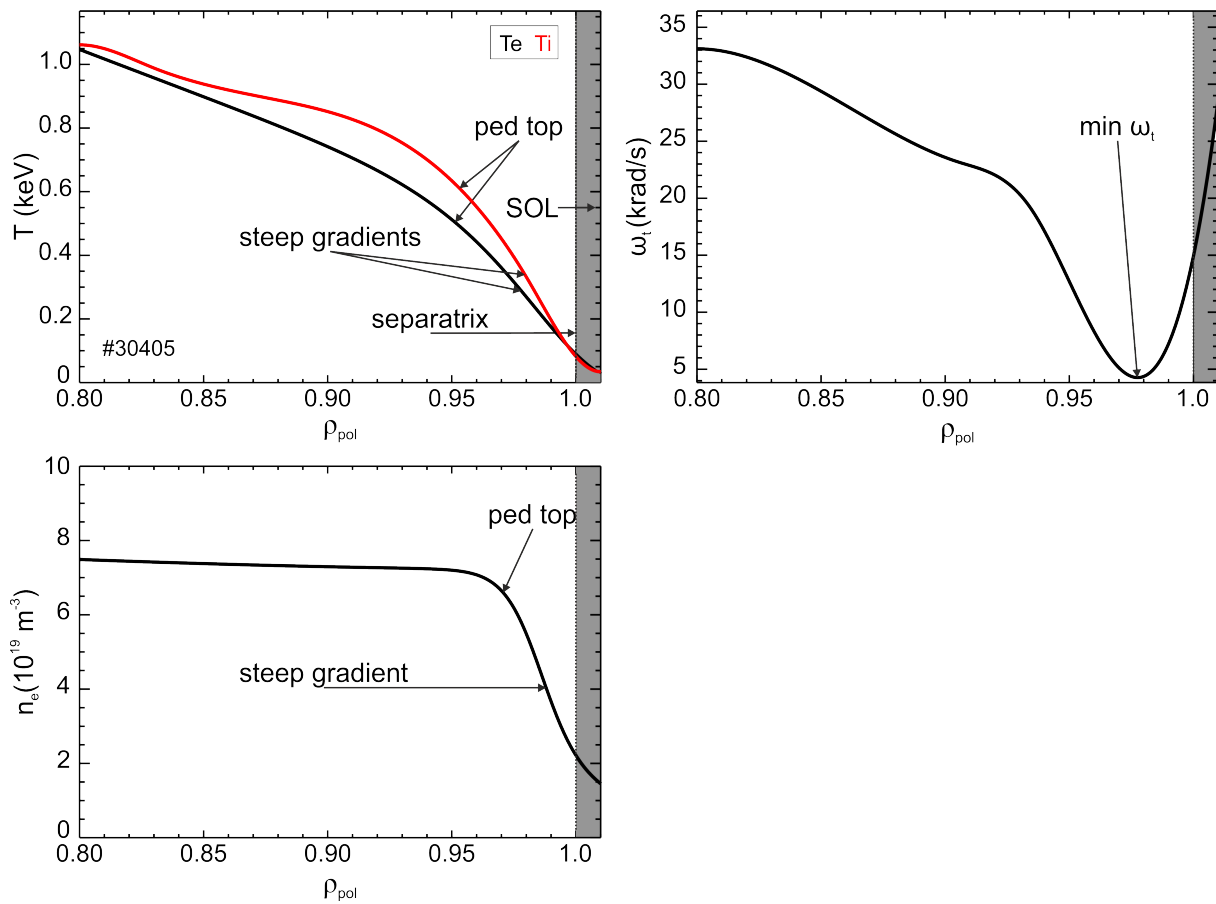 Te Ti
1.0
0.8
0.6
0.4
0.2
0
T (keV)
ped top
SOL
steep gradients
separatrix
#30405
0.80 0.85 0.90 0.95 1.0
ρpol
35
30
25
20
15
10
5
ωt(krad/s)
min ωt
0.80 0.85 0.90 0.95 1.0
ρpol
10
8
6
4
2
0
ne(10¹⁹ m⁻³)
ped top
steep gradient
0.80 0.85 0.90 0.95 1.0
ρpol